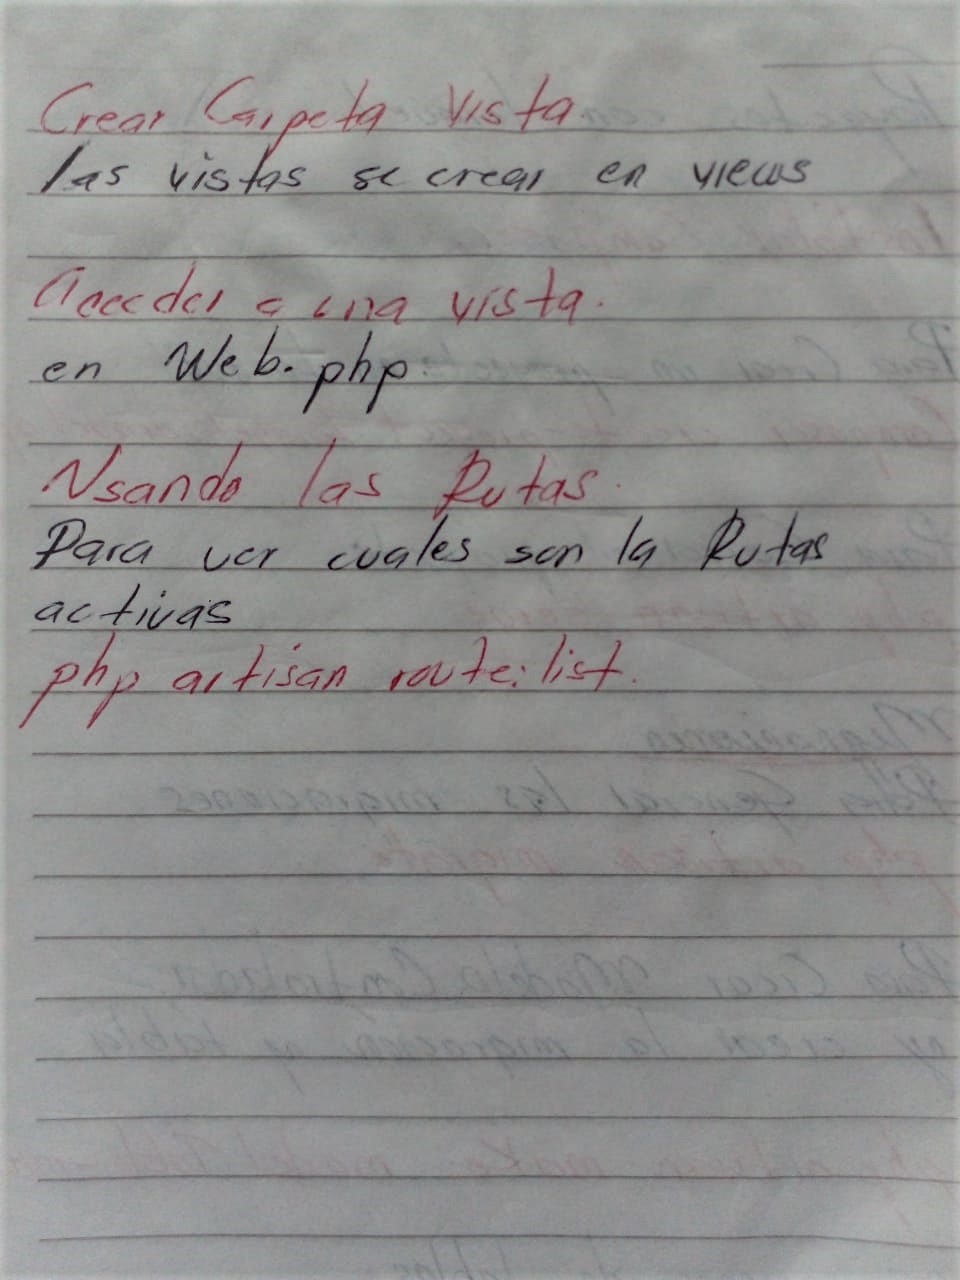 Crear Carpeta Vista
las vistas se crear en views
Acceder a una vista.
en Web.php.
Usando las Rutas.
Para ver cuales son la Rutas
activas
php artisan route:list.